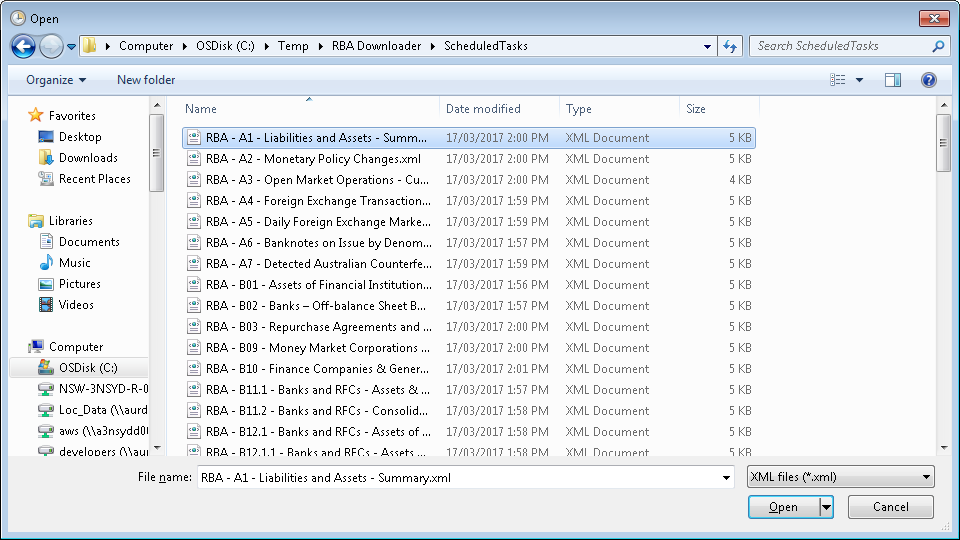 Open
Computer OSDisk (C:) Temp RBA Downloader ScheduledTasks
Search ScheduledTasks
Organize New folder
Favorites
Desktop
Downloads
Recent Places
Libraries
Documents
Music
Pictures
Videos
Computer
OSDisk (C:)
NSW-3NSYD-R-0
Loc_Data (\\aurd
aws (\\a3nsydd00
developers (\\aur
Name Date modified Type Size
RBA - A1 - Liabilities and Assets - Summ... 17/03/2017 2:00 PM XML Document 5 KB
RBA - A2 - Monetary Policy Changes.xml 17/03/2017 2:00 PM XML Document 5 KB
RBA - A3 - Open Market Operations - Cu... 17/03/2017 2:00 PM XML Document 4 KB
RBA - A4 - Foreign Exchange Transaction... 17/03/2017 1:59 PM XML Document 5 KB
RBA - A5 - Daily Foreign Exchange Marke... 17/03/2017 1:59 PM XML Document 5 KB
RBA - A6 - Banknotes on Issue by Denom... 17/03/2017 1:57 PM XML Document 5 KB
RBA - A7 - Detected Australian Counterfe... 17/03/2017 1:59 PM XML Document 5 KB
RBA - B01 - Assets of Financial Institution... 17/03/2017 1:56 PM XML Document 5 KB
RBA - B02 - Banks – Off-balance Sheet B... 17/03/2017 1:57 PM XML Document 5 KB
RBA - B03 - Repurchase Agreements and ... 17/03/2017 2:00 PM XML Document 5 KB
RBA - B09 - Money Market Corporations ... 17/03/2017 2:00 PM XML Document 5 KB
RBA - B10 - Finance Companies & Gener... 17/03/2017 2:01 PM XML Document 5 KB
RBA - B11.1 - Banks and RFCs - Assets & ... 17/03/2017 1:57 PM XML Document 5 KB
RBA - B11.2 - Banks and RFCs - Consolid... 17/03/2017 1:58 PM XML Document 5 KB
RBA - B12.1 - Banks and RFCs - Assets of ... 17/03/2017 1:58 PM XML Document 5 KB
RBA - B12.1.1 - Banks and RFCs - Assets ... 17/03/2017 1:58 PM XML Document 5 KB
File name: RBA - A1 - Liabilities and Assets - Summary.xml XML files (*.xml)
Open Cancel